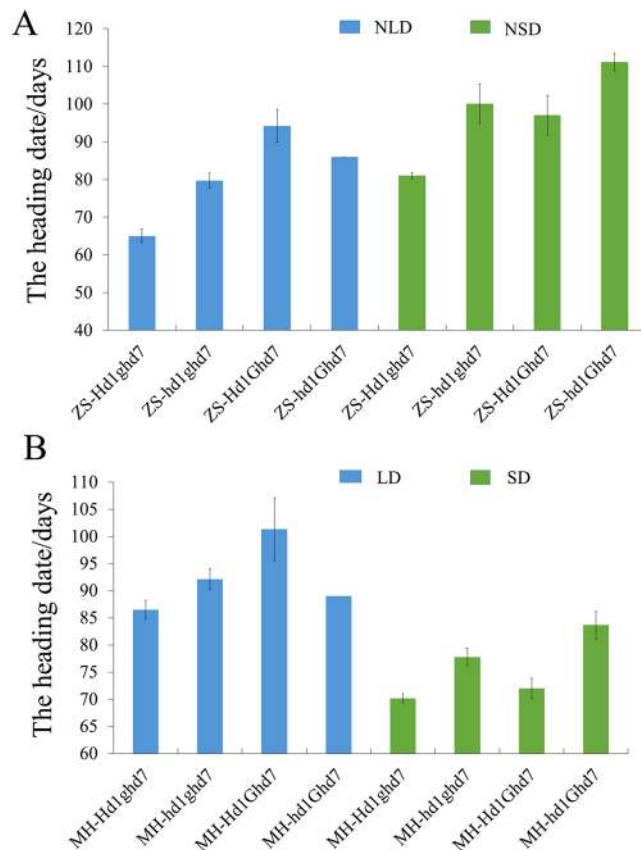 A
NLD
NSD
The heading date/days
120
110
100
90
80
70
60
50
40
ZS-Hd1ghd7
ZS-hd1ghd7
ZS-Hd1Ghd7
ZS-hd1Ghd7
ZS-Hd1ghd7
ZS-hd1ghd7
ZS-Hd1Ghd7
ZS-hd1Ghd7
B
LD
SD
The heading date/days
110
105
100
95
90
85
80
75
70
65
60
MH-Hd1ghd7
MH-hd1ghd7
MH-Hd1Ghd7
MH-hd1Ghd7
MH-Hd1ghd7
MH-hd1ghd7
MH-Hd1Ghd7
MH-hd1Ghd7